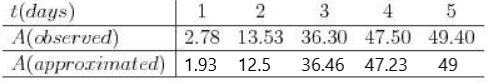 t(days) 1 2 3 4 5
A(observed) 2.78 13.53 36.30 47.50 49.40
A(approximated) 1.93 12.5 36.46 47.23 49